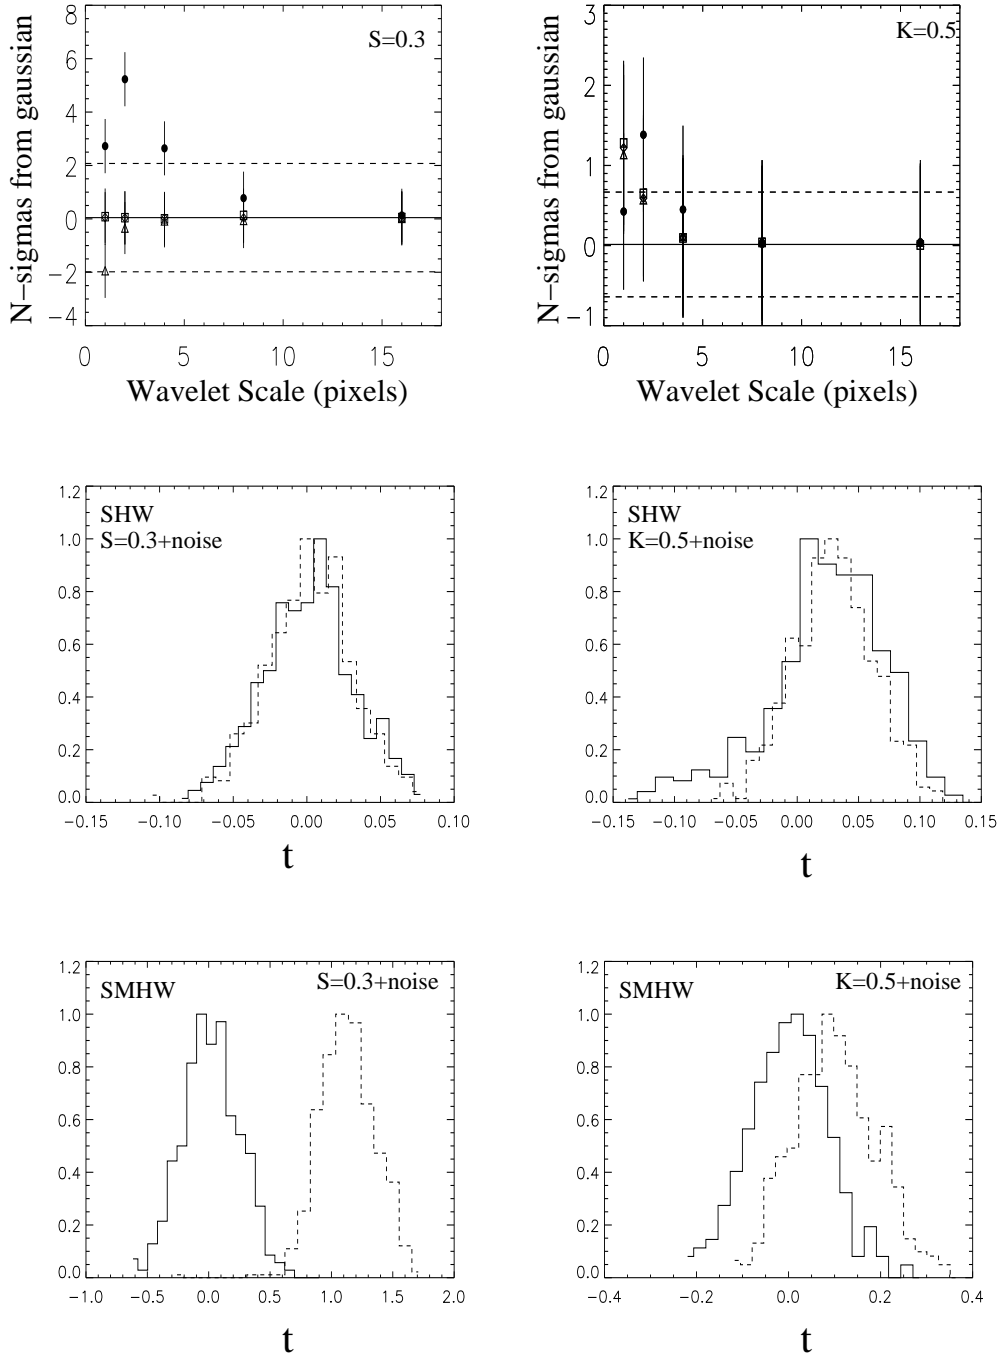 N−sigmas from gaussian
8
6
4
2
0
−2
−4
S=0.3
0 5 10 15
Wavelet Scale (pixels)
N−sigmas from gaussian
3
2
1
0
−1
K=0.5
0 5 10 15
Wavelet Scale (pixels)
1.2
1.0
0.8
0.6
0.4
0.2
0.0
SHW
S=0.3+noise
−0.15 −0.10 −0.05 0.00 0.05 0.10
t
1.2
1.0
0.8
0.6
0.4
0.2
0.0
SHW
K=0.5+noise
−0.15 −0.10 −0.05 0.00 0.05 0.10 0.15
t
1.2
1.0
0.8
0.6
0.4
0.2
0.0
SMHW
S=0.3+noise
−1.0 −0.5 0.0 0.5 1.0 1.5 2.0
t
1.2
1.0
0.8
0.6
0.4
0.2
0.0
SMHW
K=0.5+noise
−0.4 −0.2 0.0 0.2 0.4
t